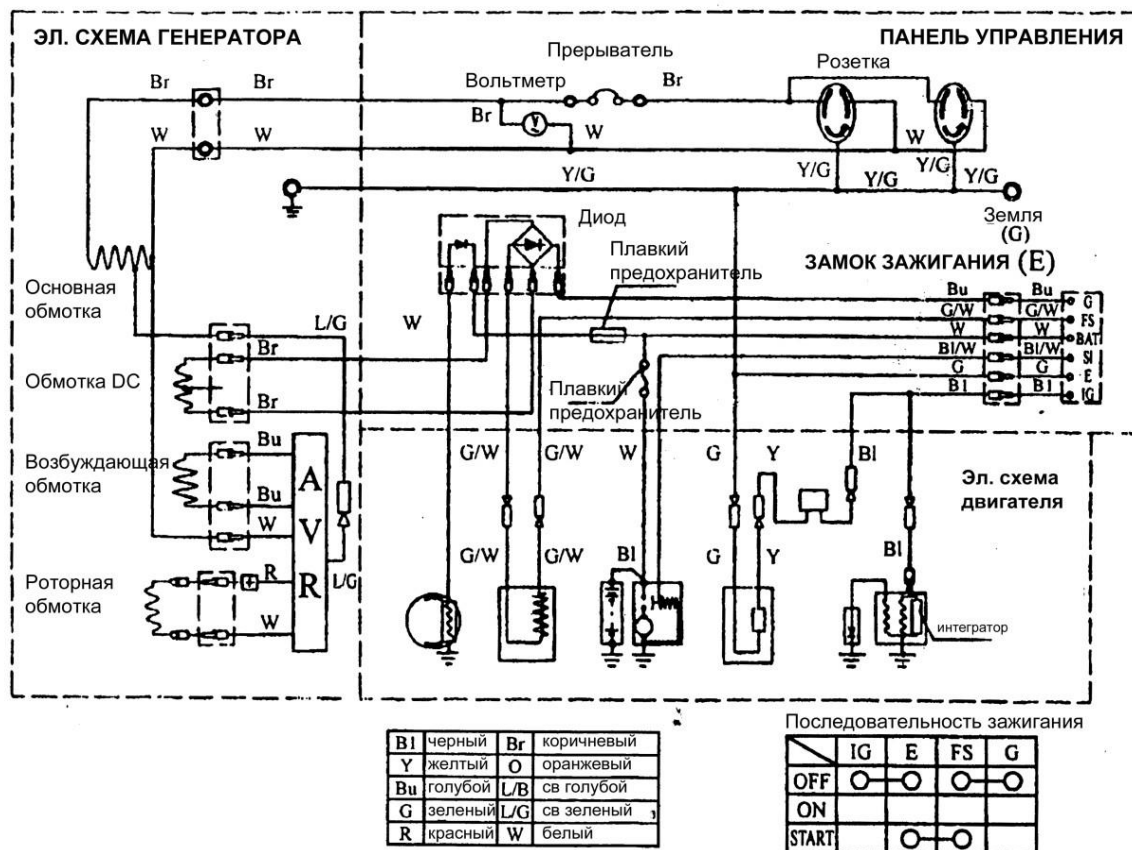 ЭЛ. СХЕМА ГЕНЕРАТОРА
ПАНЕЛЬ УПРАВЛЕНИЯ
Прерыватель
Вольтметр
Розетка
Br
Br
Br
Br
V
W
W
W
W
Y/G
Y/G
Y/G
Y/G
Y/G
Земля
(G)
Диод
Плавкий
предохранитель
ЗАМОК ЗАЖИГАНИЯ (E)
Bu
Bu
G
G/W
G/W
FS
W
W
BAT
Bl/W
Bl/W
SI
G
G
E
Bl
Bl
IG
Основная
обмотка
L/G
W
Br
Обмотка DC
Br
Плавкий
предохранитель
Возбуждающая
обмотка
Bu
Bu
W
A
V
R
Роторная
обмотка
R
L/G
W
G/W
G/W
W
G
Y
Bl
Эл. схема
двигателя
G/W
G/W
Bl
G
Y
Bl
интегратор
Bl черный Br коричневый
Y желтый O оранжевый
Bu голубой L/B св голубой
G зеленый L/G св зеленый
R красный W белый
Последовательность зажигания
IG E FS G
OFF
ON
START